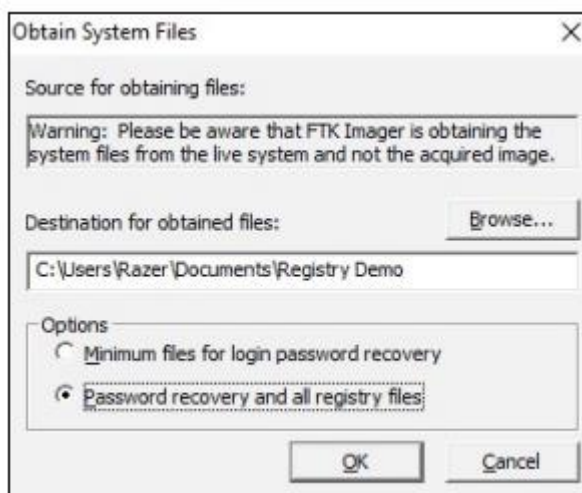 Obtain System Files
Source for obtaining files:
Warning: Please be aware that FTK Imager is obtaining the
system files from the live system and not the acquired image.
Destination for obtained files:
Browse...
C:\Users\Razer\Documents\Registry Demo
Options
Minimum files for login password recovery
Password recovery and all registry files
OK
Cancel